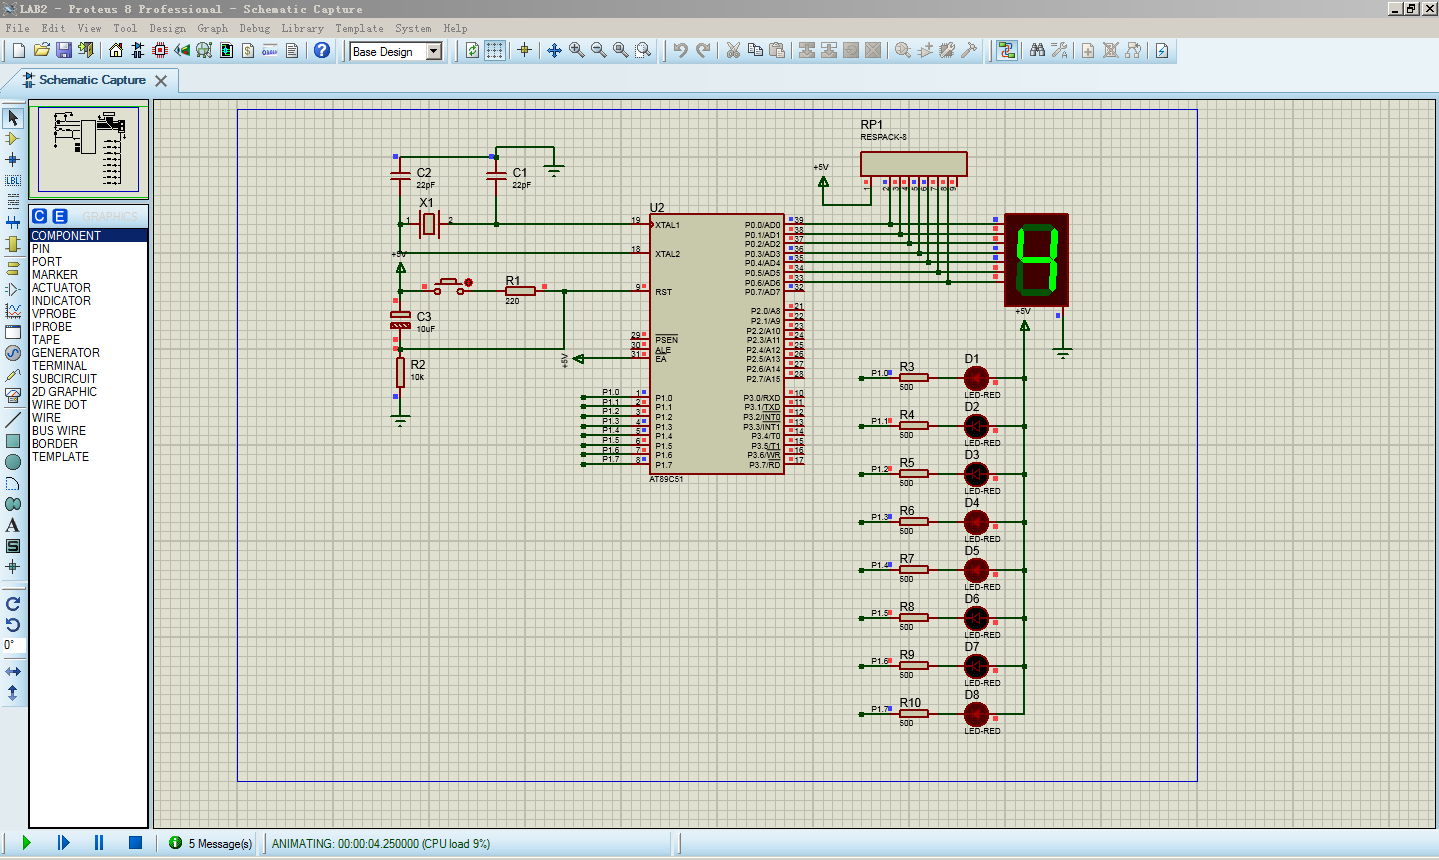 LAB2 - Proteus 8 Professional - Schematic Capture
File Edit View Tool Design Graph Debug Library Template System Help
Base Design
Schematic Capture
C E GRAPHICS
COMPONENT
PIN
PORT
MARKER
ACTUATOR
INDICATOR
VPROBE
IPROBE
TAPE
GENERATOR
TERMINAL
SUBCIRCUIT
2D GRAPHIC
WIRE DOT
WIRE
BUS WIRE
BORDER
TEMPLATE
LBL
A
S
0°
C2
22pF
C1
22pF
X1
1 2
+5V
R1
220
C3
10uF
R2
10k
+5V
U2
19 XTAL1
18 XTAL2
9 RST
29 PSEN
30 ALE
31 EA
P1.0 1 P1.0
P1.1 2 P1.1
P1.2 3 P1.2
P1.3 4 P1.3
P1.4 5 P1.4
P1.5 6 P1.5
P1.6 7 P1.6
P1.7 8 P1.7
P0.0/AD0 39
P0.1/AD1 38
P0.2/AD2 37
P0.3/AD3 36
P0.4/AD4 35
P0.5/AD5 34
P0.6/AD6 33
P0.7/AD7 32
P2.0/A8 21
P2.1/A9 22
P2.2/A10 23
P2.3/A11 24
P2.4/A12 25
P2.5/A13 26
P2.6/A14 27
P2.7/A15 28
P3.0/RXD 10
P3.1/TXD 11
P3.2/INT0 12
P3.3/INT1 13
P3.4/T0 14
P3.5/T1 15
P3.6/WR 16
P3.7/RD 17
AT89C51
RP1
RESPACK-8
+5V
1 2 3 4 5 6 7 8 9
4
+5V
P1.0 R3 D1
500 LED-RED
P1.1 R4 D2
500 LED-RED
P1.2 R5 D3
500 LED-RED
P1.3 R6 D4
500 LED-RED
P1.4 R7 D5
500 LED-RED
P1.5 R8 D6
500 LED-RED
P1.6 R9 D7
500 LED-RED
P1.7 R10 D8
500 LED-RED
5 Message(s)
ANIMATING: 00:00:04.250000 (CPU load 9%)